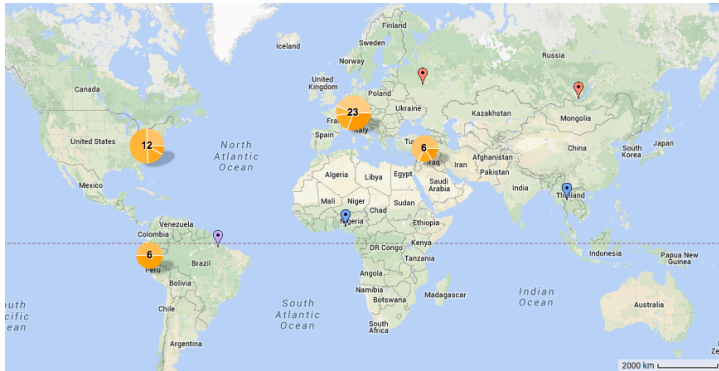 Iceland
Sweden
Norway
Russia
Canada
United
Kingdom
Poland
23
Ukraine
Kazakhstan
Mongolia
Italy
Spain
12
United States
North
Atlantic
Ocean
6
Iraq
Iran
Afghanistan
Pakistan
China
South
Korea
Japan
Algeria
Libya
Egypt
Saudi
Arabia
India
Thailand
Mexico
Mali
Niger
Chad
Sudan
Nigeria
Ethiopia
Venezuela
Colombia
DR Congo
Kenya
Tanzania
Indonesia
Papua New
Guinea
6
Peru
Brazil
Bolivia
Angola
Namibia
Botswana
Madagascar
Indian
Ocean
Australia
Chile
South
Atlantic
Ocean
South
Africa
Argentina
2000 km